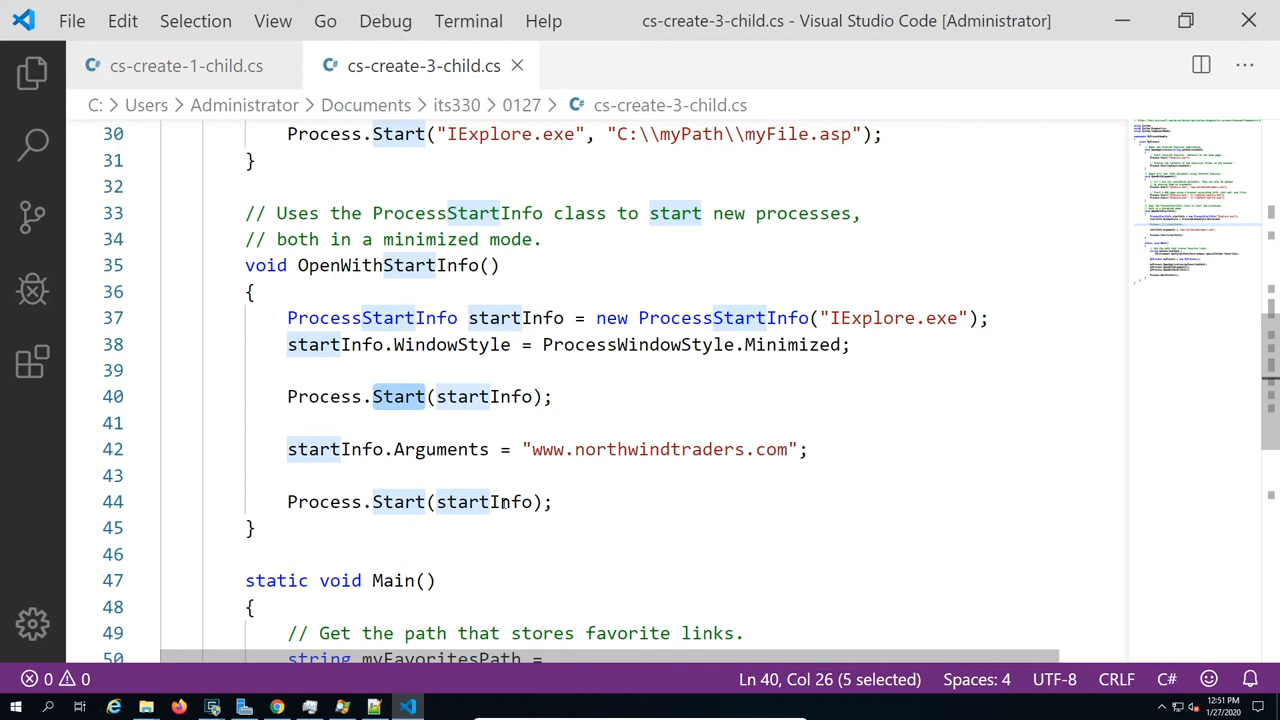 File Edit Selection View Go Debug Terminal Help cs-create-3-child.cs - Visual Studio Code [Administrator]
cs-create-1-child.cs cs-create-3-child.cs
C: > Users > Administrator > Documents > its330 > 0127 > cs-create-3-child.cs
30 Process.Start("IExplore.exe", "C:\\myPath\\myFile.asp");
31 }
32
33 // Uses the ProcessStartInfo class to start new processes,
34 // both in a minimized mode.
35 void OpenWithStartInfo()
36 {
37 ProcessStartInfo startInfo = new ProcessStartInfo("IExplore.exe");
38 startInfo.WindowStyle = ProcessWindowStyle.Minimized;
39
40 Process.Start(startInfo);
41
42 startInfo.Arguments = "www.northwindtraders.com";
43
44 Process.Start(startInfo);
45 }
46
47 static void Main()
48 {
49 // Get the path that stores favorite links.
50 string myFavoritesPath =
0 0 Ln 40, Col 26 (5 selected) Spaces: 4 UTF-8 CRLF C#
12:51 PM
1/27/2020